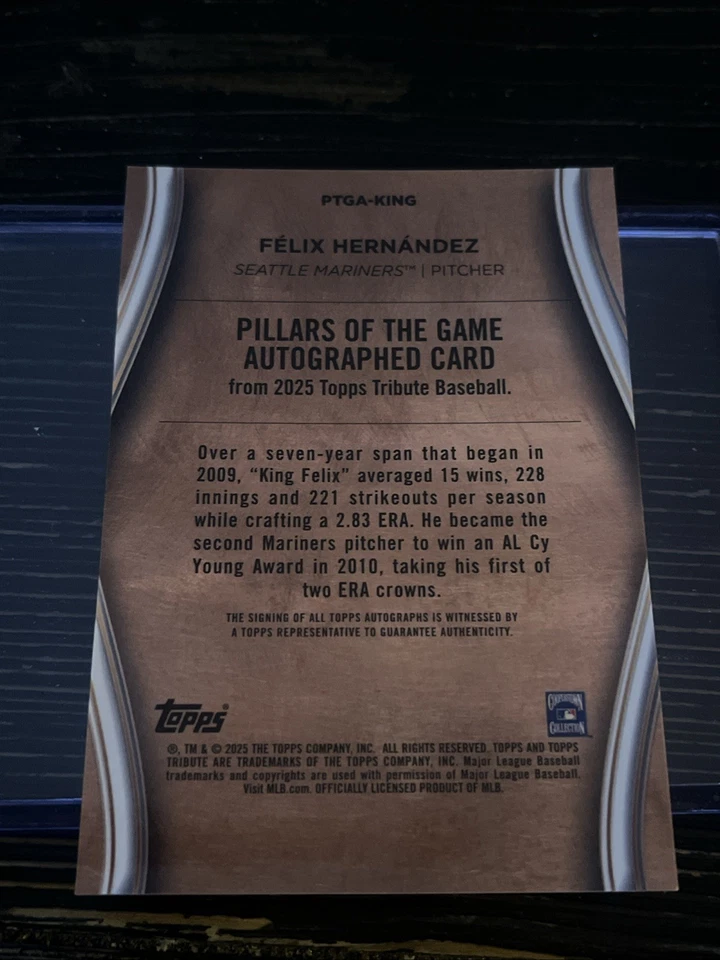 PTGA-KING
FÉLIX HERNÁNDEZ
SEATTLE MARINERS™ | PITCHER
PILLARS OF THE GAME
AUTOGRAPHED CARD
from 2025 Topps Tribute Baseball.
Over a seven-year span that began in
2009, “King Felix” averaged 15 wins, 228
innings and 221 strikeouts per season
while crafting a 2.83 ERA. He became the
second Mariners pitcher to win an AL Cy
Young Award in 2010, taking his first of
two ERA crowns.
THE SIGNING OF ALL TOPPS AUTOGRAPHS IS WITNESSED BY
A TOPPS REPRESENTATIVE TO GUARANTEE AUTHENTICITY.
topps®
COOPERSTOWN
COLLECTION™
®, TM & © 2025 THE TOPPS COMPANY, INC. ALL RIGHTS RESERVED. TOPPS AND TOPPS
TRIBUTE ARE TRADEMARKS OF THE TOPPS COMPANY, INC. Major League Baseball
trademarks and copyrights are used with permission of Major League Baseball.
Visit MLB.com. OFFICIALLY LICENSED PRODUCT OF MLB.